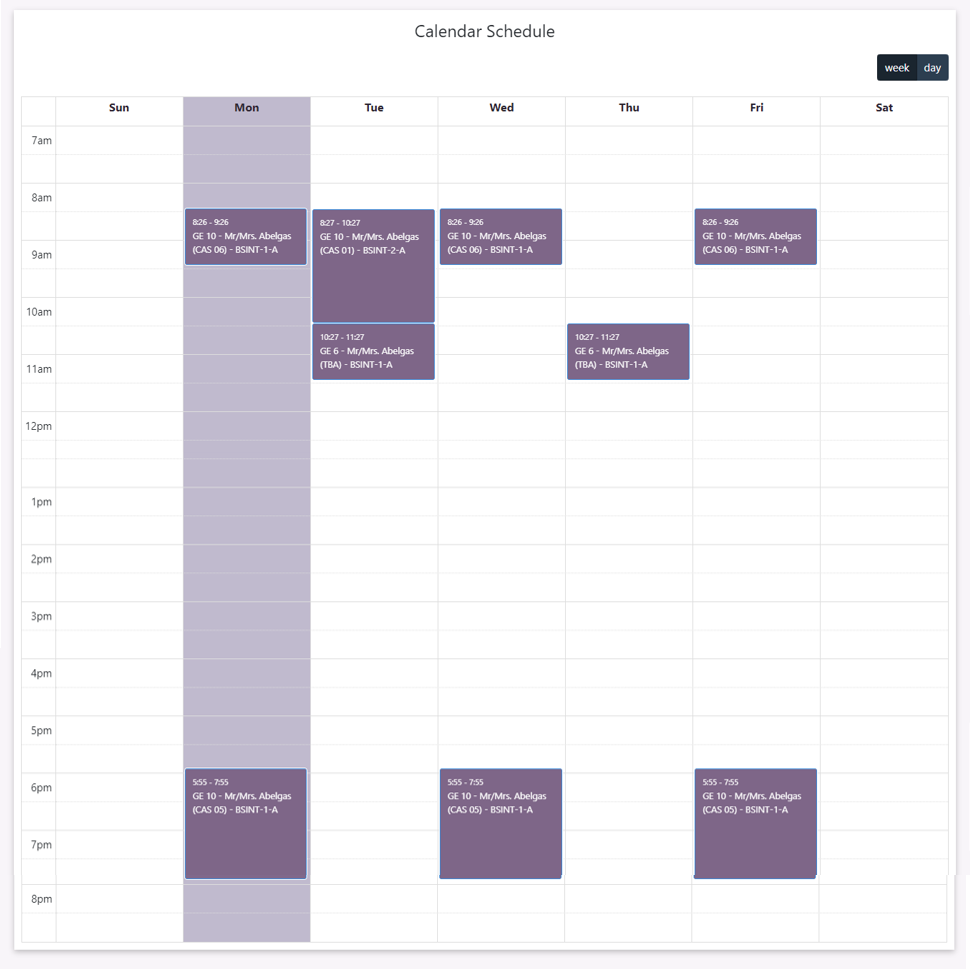 Calendar Schedule
week day
Sun Mon Tue Wed Thu Fri Sat
7am
8am
8:26 - 9:26
GE 10 - Mr/Mrs. Abelgas
(CAS 06) - BSINT-1-A
8:27 - 10:27
GE 10 - Mr/Mrs. Abelgas
(CAS 01) - BSINT-2-A
8:26 - 9:26
GE 10 - Mr/Mrs. Abelgas
(CAS 06) - BSINT-1-A
8:26 - 9:26
GE 10 - Mr/Mrs. Abelgas
(CAS 06) - BSINT-1-A
9am
10am
10:27 - 11:27
GE 6 - Mr/Mrs. Abelgas
(TBA) - BSINT-1-A
10:27 - 11:27
GE 6 - Mr/Mrs. Abelgas
(TBA) - BSINT-1-A
11am
12pm
1pm
2pm
3pm
4pm
5pm
5:55 - 7:55
GE 10 - Mr/Mrs. Abelgas
(CAS 05) - BSINT-1-A
5:55 - 7:55
GE 10 - Mr/Mrs. Abelgas
(CAS 05) - BSINT-1-A
5:55 - 7:55
GE 10 - Mr/Mrs. Abelgas
(CAS 05) - BSINT-1-A
6pm
7pm
8pm